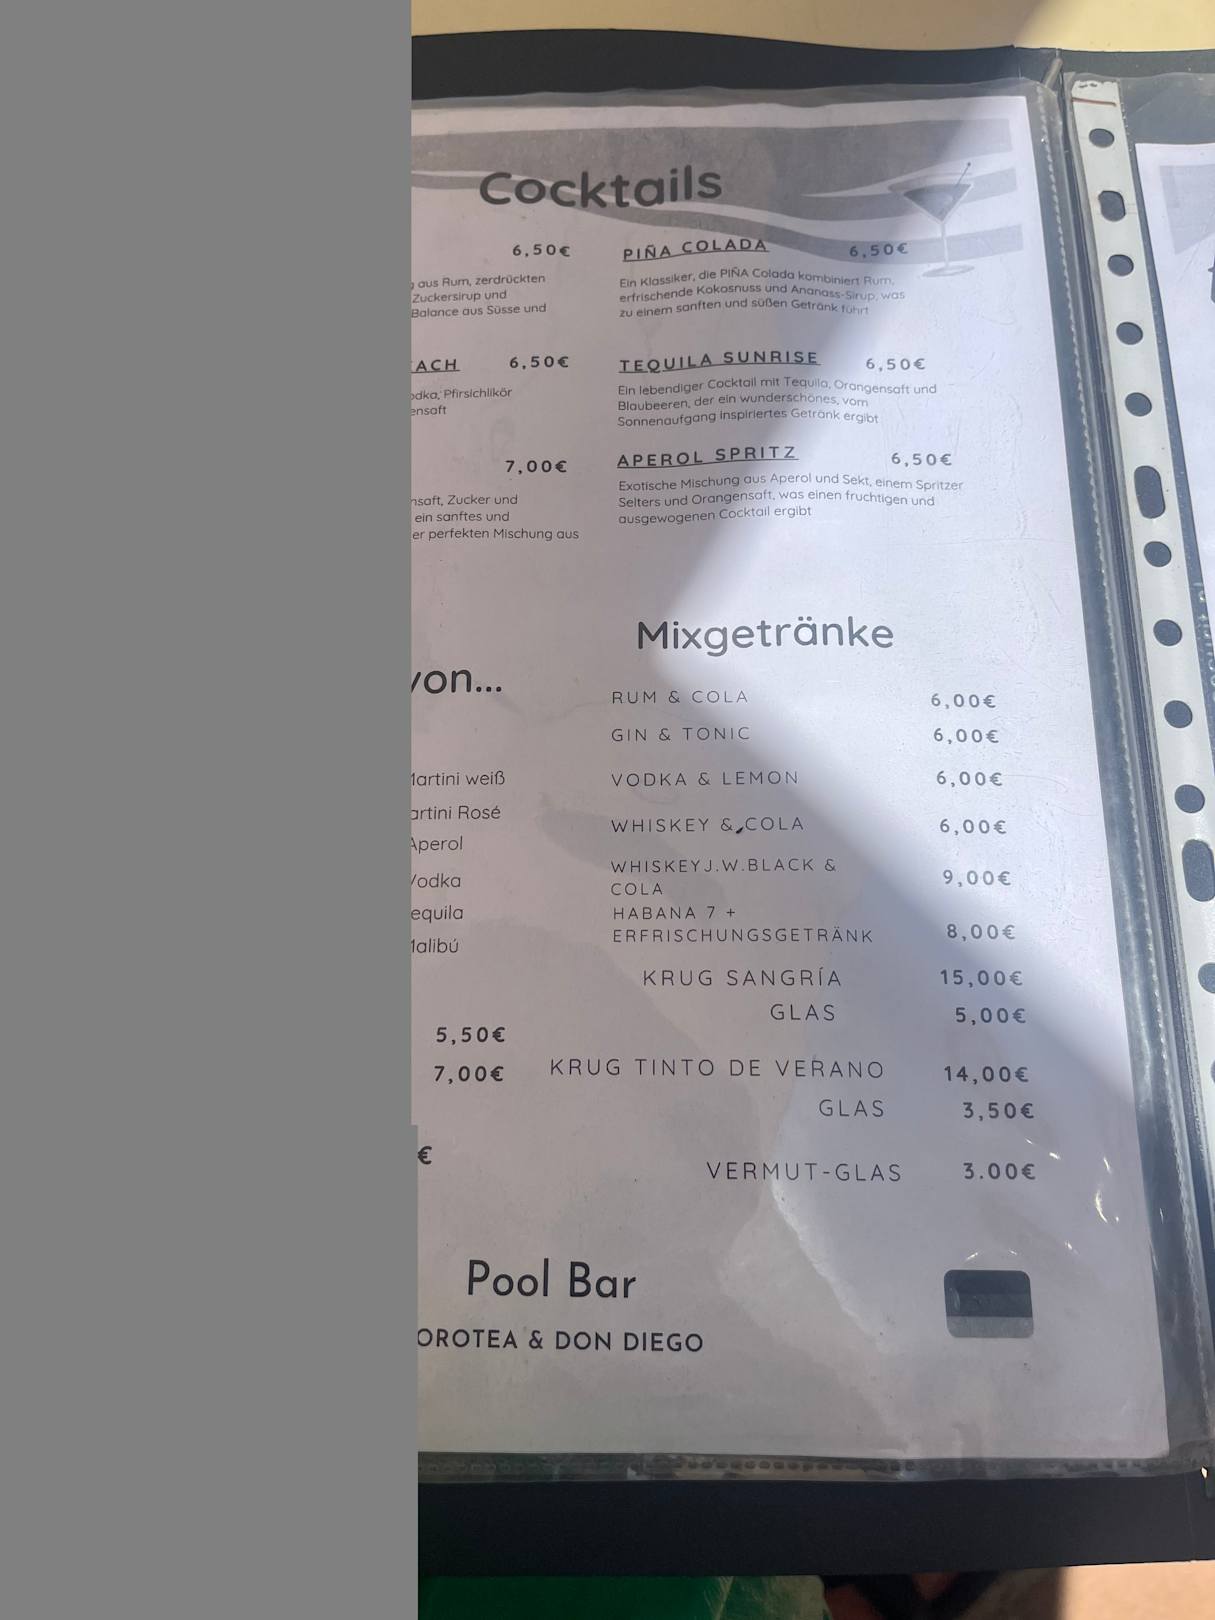 Cocktails
6,50€
aus Rum, zerdrückten
Zuckersirup und
Balance aus Süsse und
6,50€
Pfirsichlikör
7,00€
Zucker und
ein sanftes und
perfekten Mischung aus
PIÑA COLADA 6,50€
Ein Klassiker, die PIÑA Colada kombiniert Rum,
erfrischende Kokosnuss und Ananass-Sirup, was
zu einem sanften und süßen Getränk führt
TEQUILA SUNRISE 6,50€
Ein lebendiger Cocktail mit Tequila, Orangensaft und
Blaubeeren, der ein wunderschönes, vom
Sonnenaufgang inspiriertes Getränk ergibt
APEROL SPRITZ 6,50€
Exotische Mischung aus Aperol und Sekt, einem Spritzer
Selters und Orangensaft, was einen fruchtigen und
ausgewogenen Cocktail ergibt
von...
Martini weiß
Martini Rosé
Aperol
Vodka
Tequila
Malibú
5,50€
7,00€
€
Mixgetränke
RUM & COLA 6,00€
GIN & TONIC 6,00€
VODKA & LEMON 6,00€
WHISKEY & COLA 6,00€
WHISKEY J.W.BLACK &
COLA 9,00€
HABANA 7 +
ERFRISCHUNGSGETRÄNK 8,00€
KRUG SANGRÍA 15,00€
GLAS 5,00€
KRUG TINTO DE VERANO 14,00€
GLAS 3,50€
VERMUT-GLAS 3.00€
Pool Bar
OROTEA & DON DIEGO